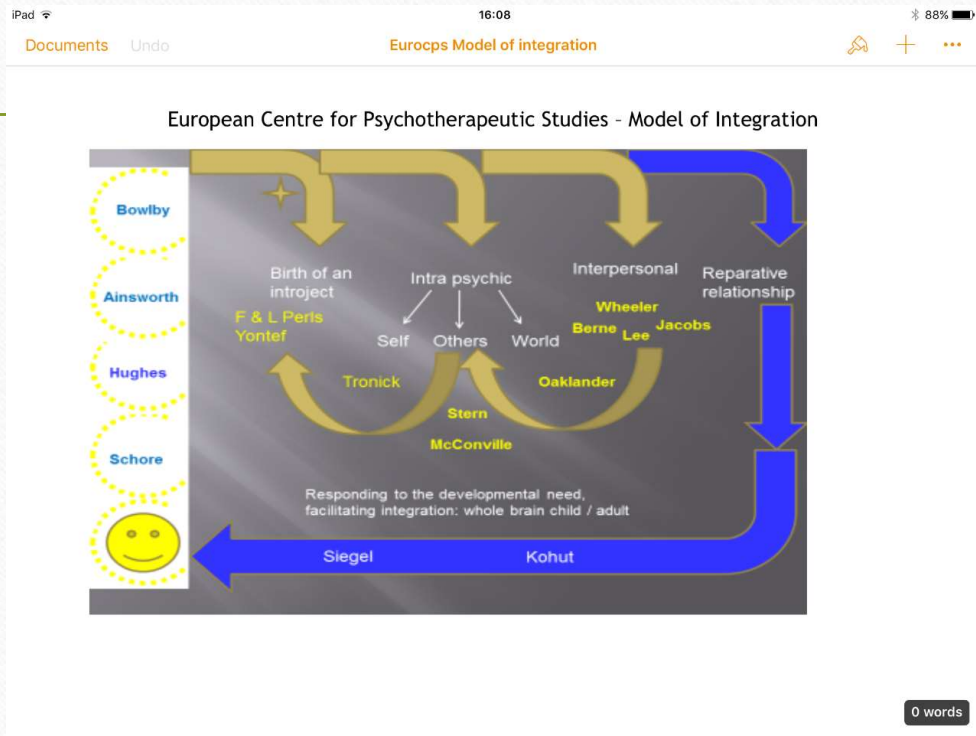 iPad
16:08
88%
Documents
Undo
Eurocps Model of integration
European Centre for Psychotherapeutic Studies - Model of Integration
Bowlby
Ainsworth
Hughes
Schore
Birth of an
introject
F & L Perls
Yontef
Intra psychic
Self Others World
Interpersonal
Wheeler
Berne Lee Jacobs
Reparative
relationship
Tronick
Stern
McConville
Oaklander
Responding to the developmental need,
facilitating integration: whole brain child / adult
Siegel Kohut
0 words